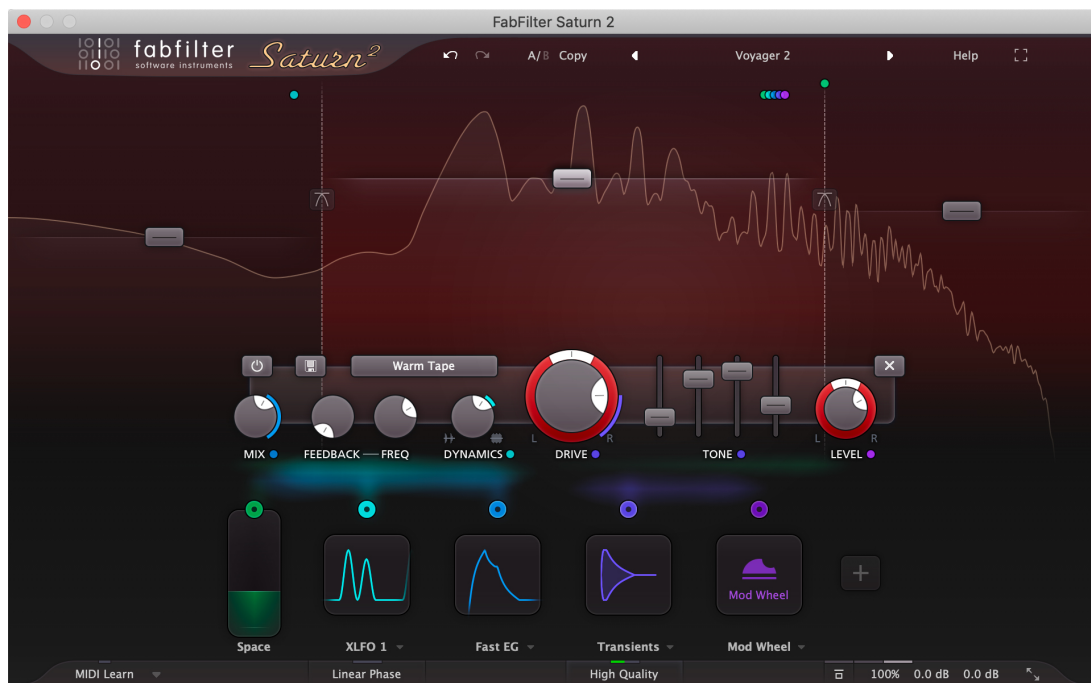 FabFilter Saturn 2
fabfilter
software instruments
Saturn 2
A/B Copy
Voyager 2
Help
Warm Tape
L R
L R
MIX
FEEDBACK FREQ
DYNAMICS
DRIVE
TONE
LEVEL
Mod Wheel
Space
XLFO 1
Fast EG
Transients
Mod Wheel
MIDI Learn
Linear Phase
High Quality
100% 0.0 dB 0.0 dB